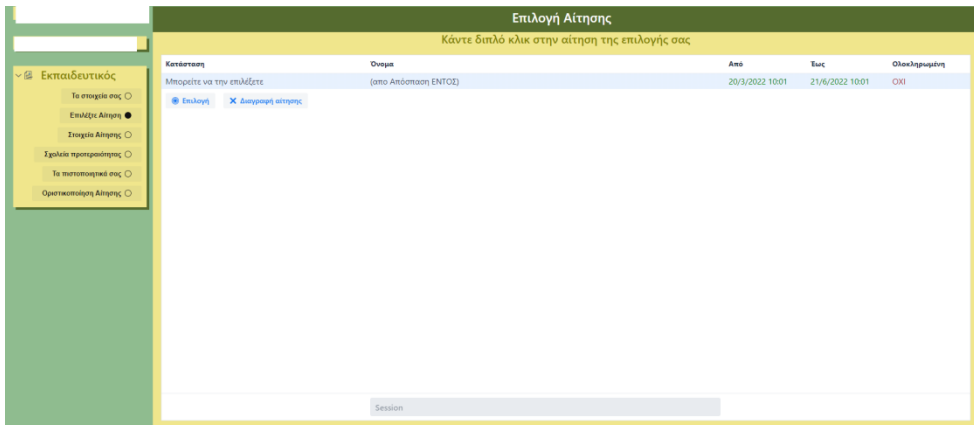 Επιλογή Αίτησης
Κάντε διπλό κλικ στην αίτηση της επιλογής σας
Εκπαιδευτικός
Τα στοιχεία σας
Επιλέξτε Αίτηση
Στοιχεία Αίτησης
Σχολεία προτεραιότητας
Τα πιστοποιητικά σας
Οριστικοποίηση Αίτησης
Κατάσταση Όνομα Από Έως Ολοκληρωμένη
Μπορείτε να την επιλέξετε (απο Απόσπαση ΕΝΤΟΣ) 20/3/2022 10:01 21/6/2022 10:01 ΟΧΙ
Επιλογή Διαγραφή αίτησης
Session